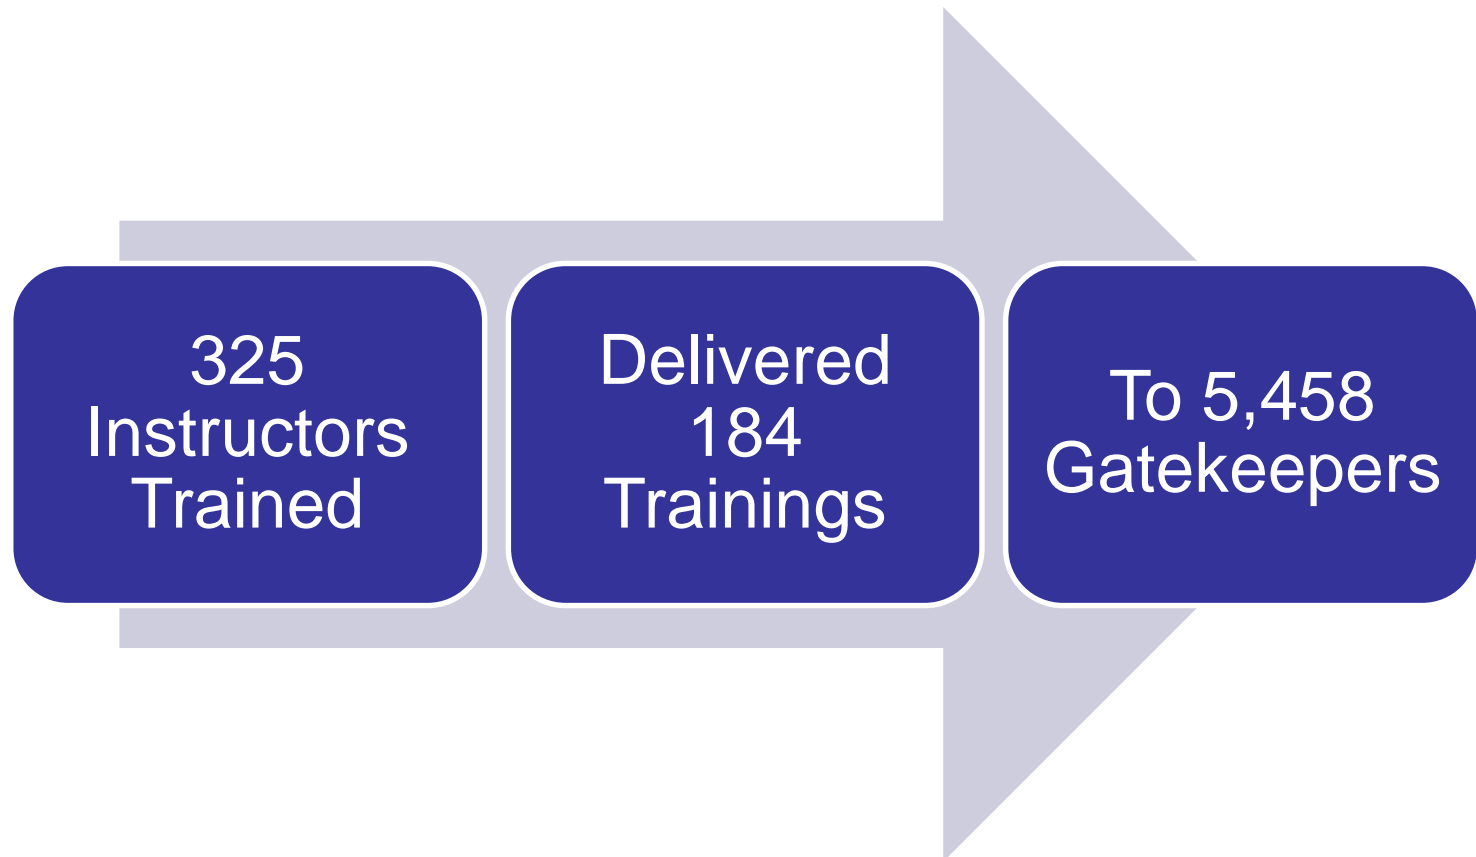 325
Instructors
Trained
Delivered
184
Trainings
To 5,458
Gatekeepers